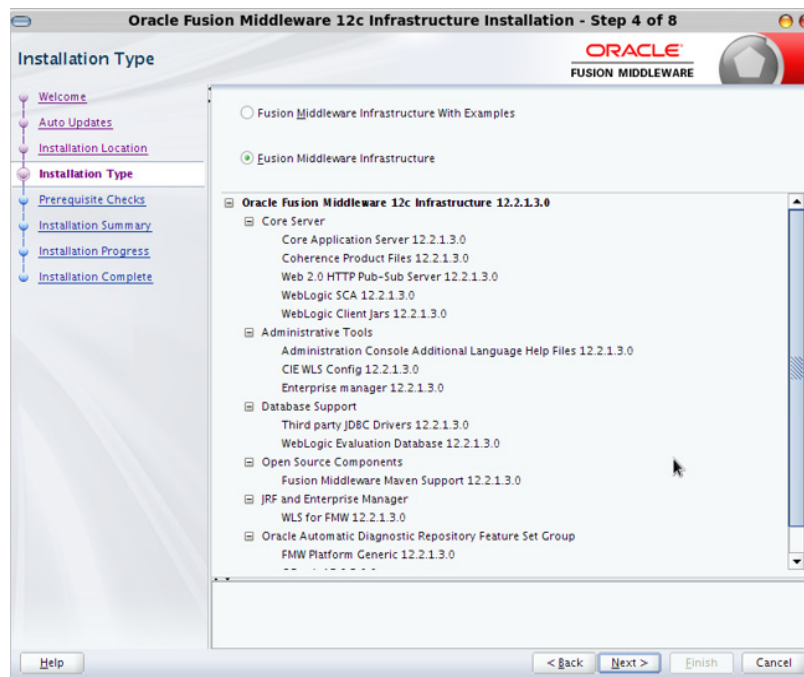 Oracle Fusion Middleware 12c Infrastructure Installation - Step 4 of 8
Installation Type
ORACLE
FUSION MIDDLEWARE
Welcome
Auto Updates
Installation Location
Installation Type
Prerequisite Checks
Installation Summary
Installation Progress
Installation Complete
Fusion Middleware Infrastructure With Examples
Fusion Middleware Infrastructure
Oracle Fusion Middleware 12c Infrastructure 12.2.1.3.0
Core Server
Core Application Server 12.2.1.3.0
Coherence Product Files 12.2.1.3.0
Web 2.0 HTTP Pub-Sub Server 12.2.1.3.0
WebLogic SCA 12.2.1.3.0
WebLogic Client Jars 12.2.1.3.0
Administrative Tools
Administration Console Additional Language Help Files 12.2.1.3.0
CIE WLS Config 12.2.1.3.0
Enterprise manager 12.2.1.3.0
Database Support
Third party JDBC Drivers 12.2.1.3.0
WebLogic Evaluation Database 12.2.1.3.0
Open Source Components
Fusion Middleware Maven Support 12.2.1.3.0
JRF and Enterprise Manager
WLS for FMW 12.2.1.3.0
Oracle Automatic Diagnostic Repository Feature Set Group
FMW Platform Generic 12.2.1.3.0
Help
< Back
Next >
Finish
Cancel